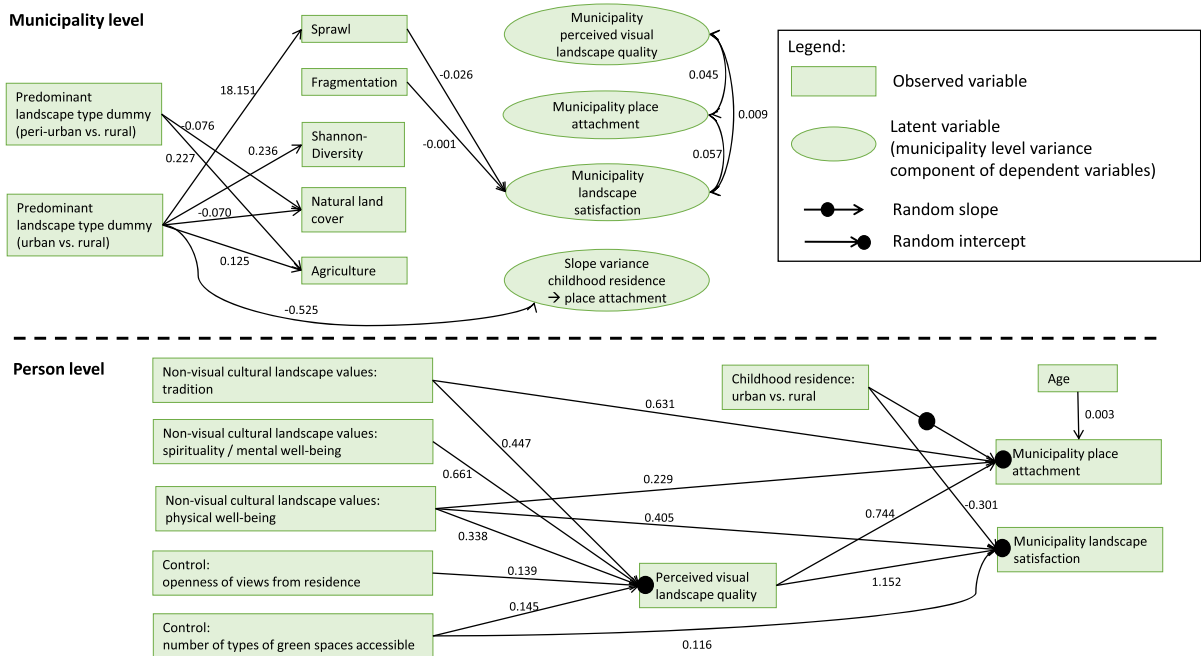 Municipality level
Predominant
landscape type dummy
(peri-urban vs. rural)
Predominant
landscape type dummy
(urban vs. rural)
18.151
-0.076
0.227
0.236
-0.070
0.125
-0.525
Sprawl
Fragmentation
Shannon-
Diversity
Natural land
cover
Agriculture
-0.026
-0.001
Municipality
perceived visual
landscape quality
Municipality place
attachment
Municipality
landscape
satisfaction
Slope variance
childhood residence
→ place attachment
0.045
0.009
0.057
Legend:
Observed variable
Latent variable
(municipality level variance
component of dependent variables)
Random slope
Random intercept
Person level
Non-visual cultural landscape values:
tradition
Non-visual cultural landscape values:
spirituality / mental well-being
Non-visual cultural landscape values:
physical well-being
Control:
openness of views from residence
Control:
number of types of green spaces accessible
0.631
0.447
0.661
0.229
0.405
0.338
0.139
0.145
0.116
Perceived visual
landscape quality
0.744
1.152
Childhood residence:
urban vs. rural
-0.301
Age
0.003
Municipality place
attachment
Municipality landscape
satisfaction